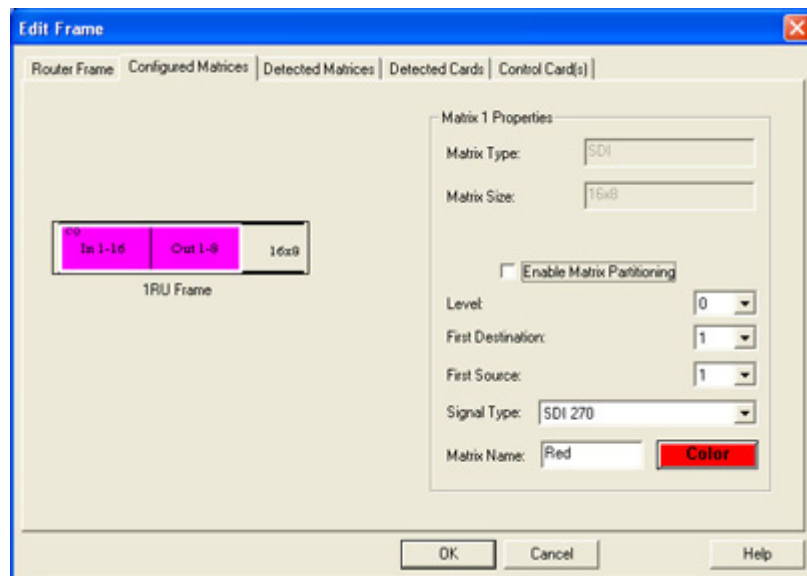 Edit Frame
Router Frame
Configured Matrices
Detected Matrices
Detected Cards
Control Card(s)
C0
In 1-16
Out 1-8
16x8
1RU Frame
Matrix 1 Properties
Matrix Type: SDI
Matrix Size: 16x8
Enable Matrix Partitioning
Level: 0
First Destination: 1
First Source: 1
Signal Type: SDI 270
Matrix Name: Red Color
OK Cancel Help